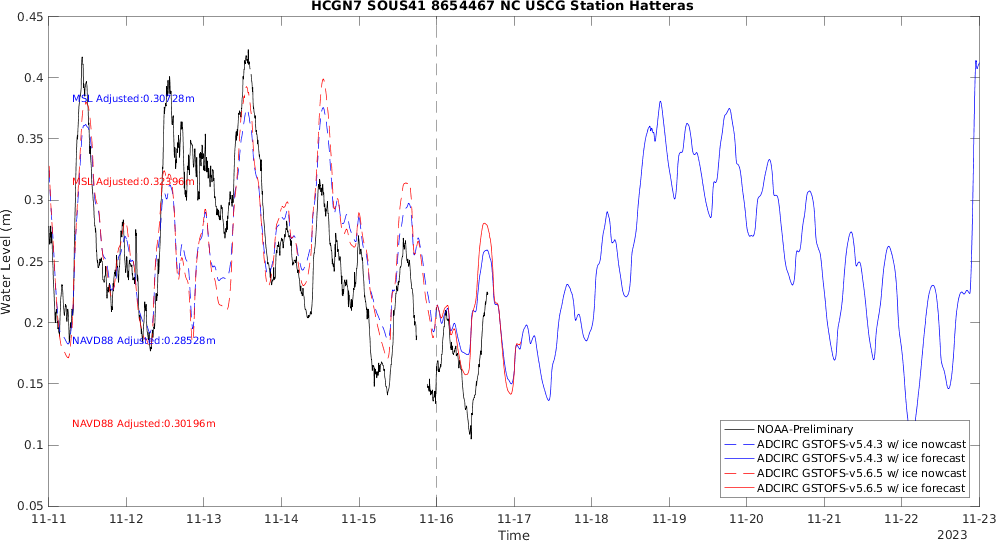 HCGN7 SOUS41 8654467 NC USCG Station Hatteras
Water Level (m)
0.45
0.4
0.35
0.3
0.25
0.2
0.15
0.1
0.05
MSL Adjusted:0.30728m
MSL Adjusted:0.32396m
NAVD88 Adjusted:0.28528m
NAVD88 Adjusted:0.30196m
NOAA-Preliminary
ADCIRC GSTOFS-v5.4.3 w/ ice nowcast
ADCIRC GSTOFS-v5.4.3 w/ ice forecast
ADCIRC GSTOFS-v5.6.5 w/ ice nowcast
ADCIRC GSTOFS-v5.6.5 w/ ice forecast
11-11 11-12 11-13 11-14 11-15 11-16 11-17 11-18 11-19 11-20 11-21 11-22 11-23
Time
2023